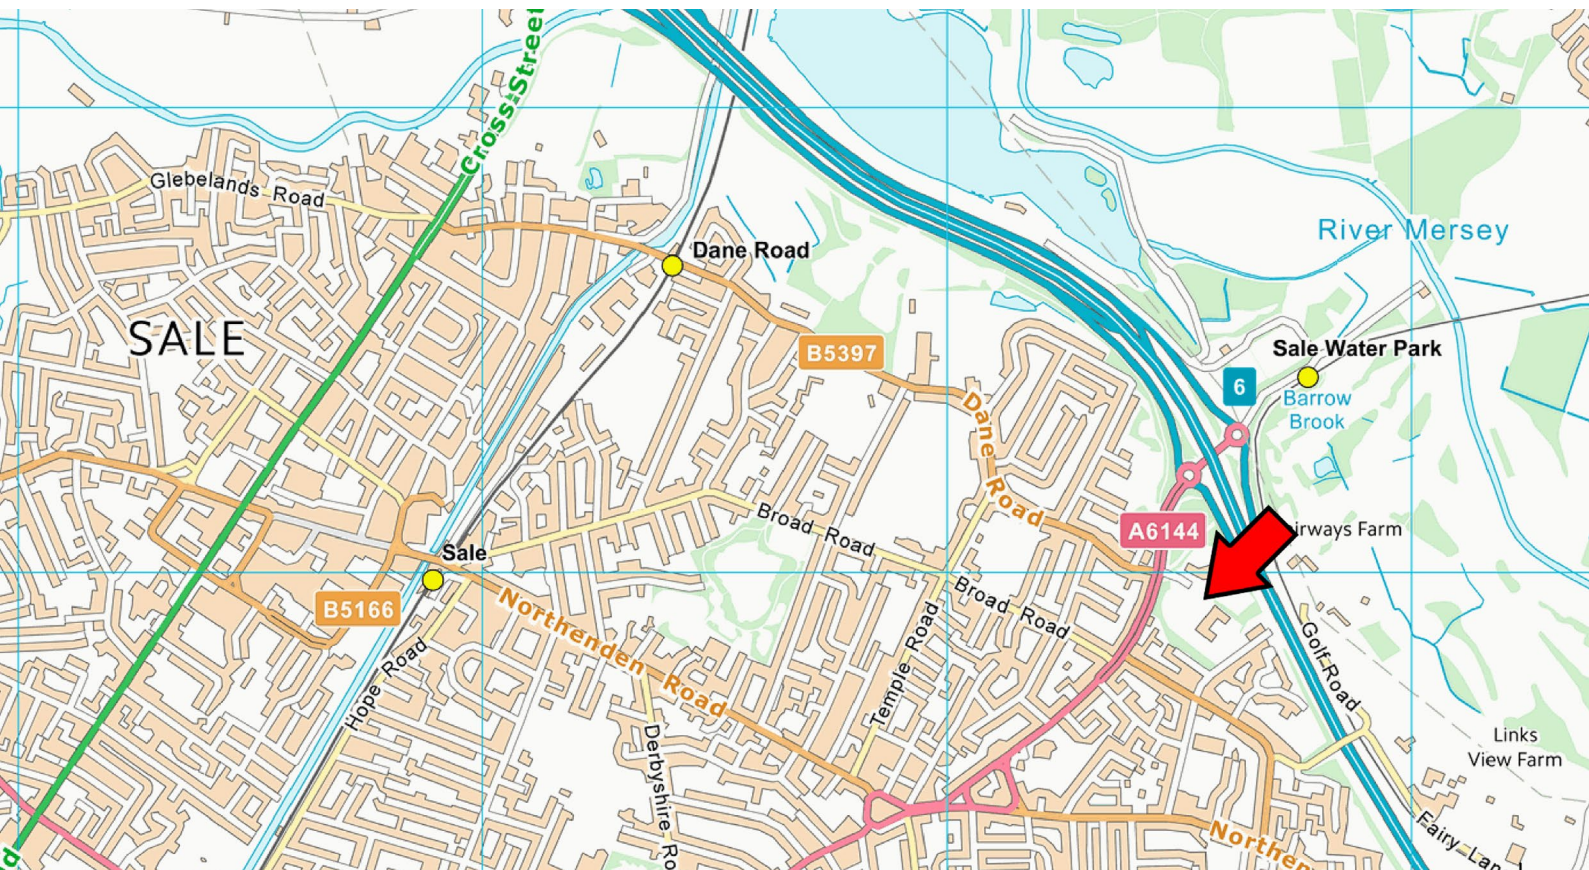 Cross Street
Glebelands Road
River Mersey
Dane Road
SALE
Sale Water Park
B5397
6
Barrow
Brook
Dane Road
Broad Road
A6144
irways Farm
Sale
B5166
Northenden Road
Broad Road
Temple Road
Hope Road
Golf Road
Derbyshire Ro
Links
View Farm
Fairy Lan
Northen
d